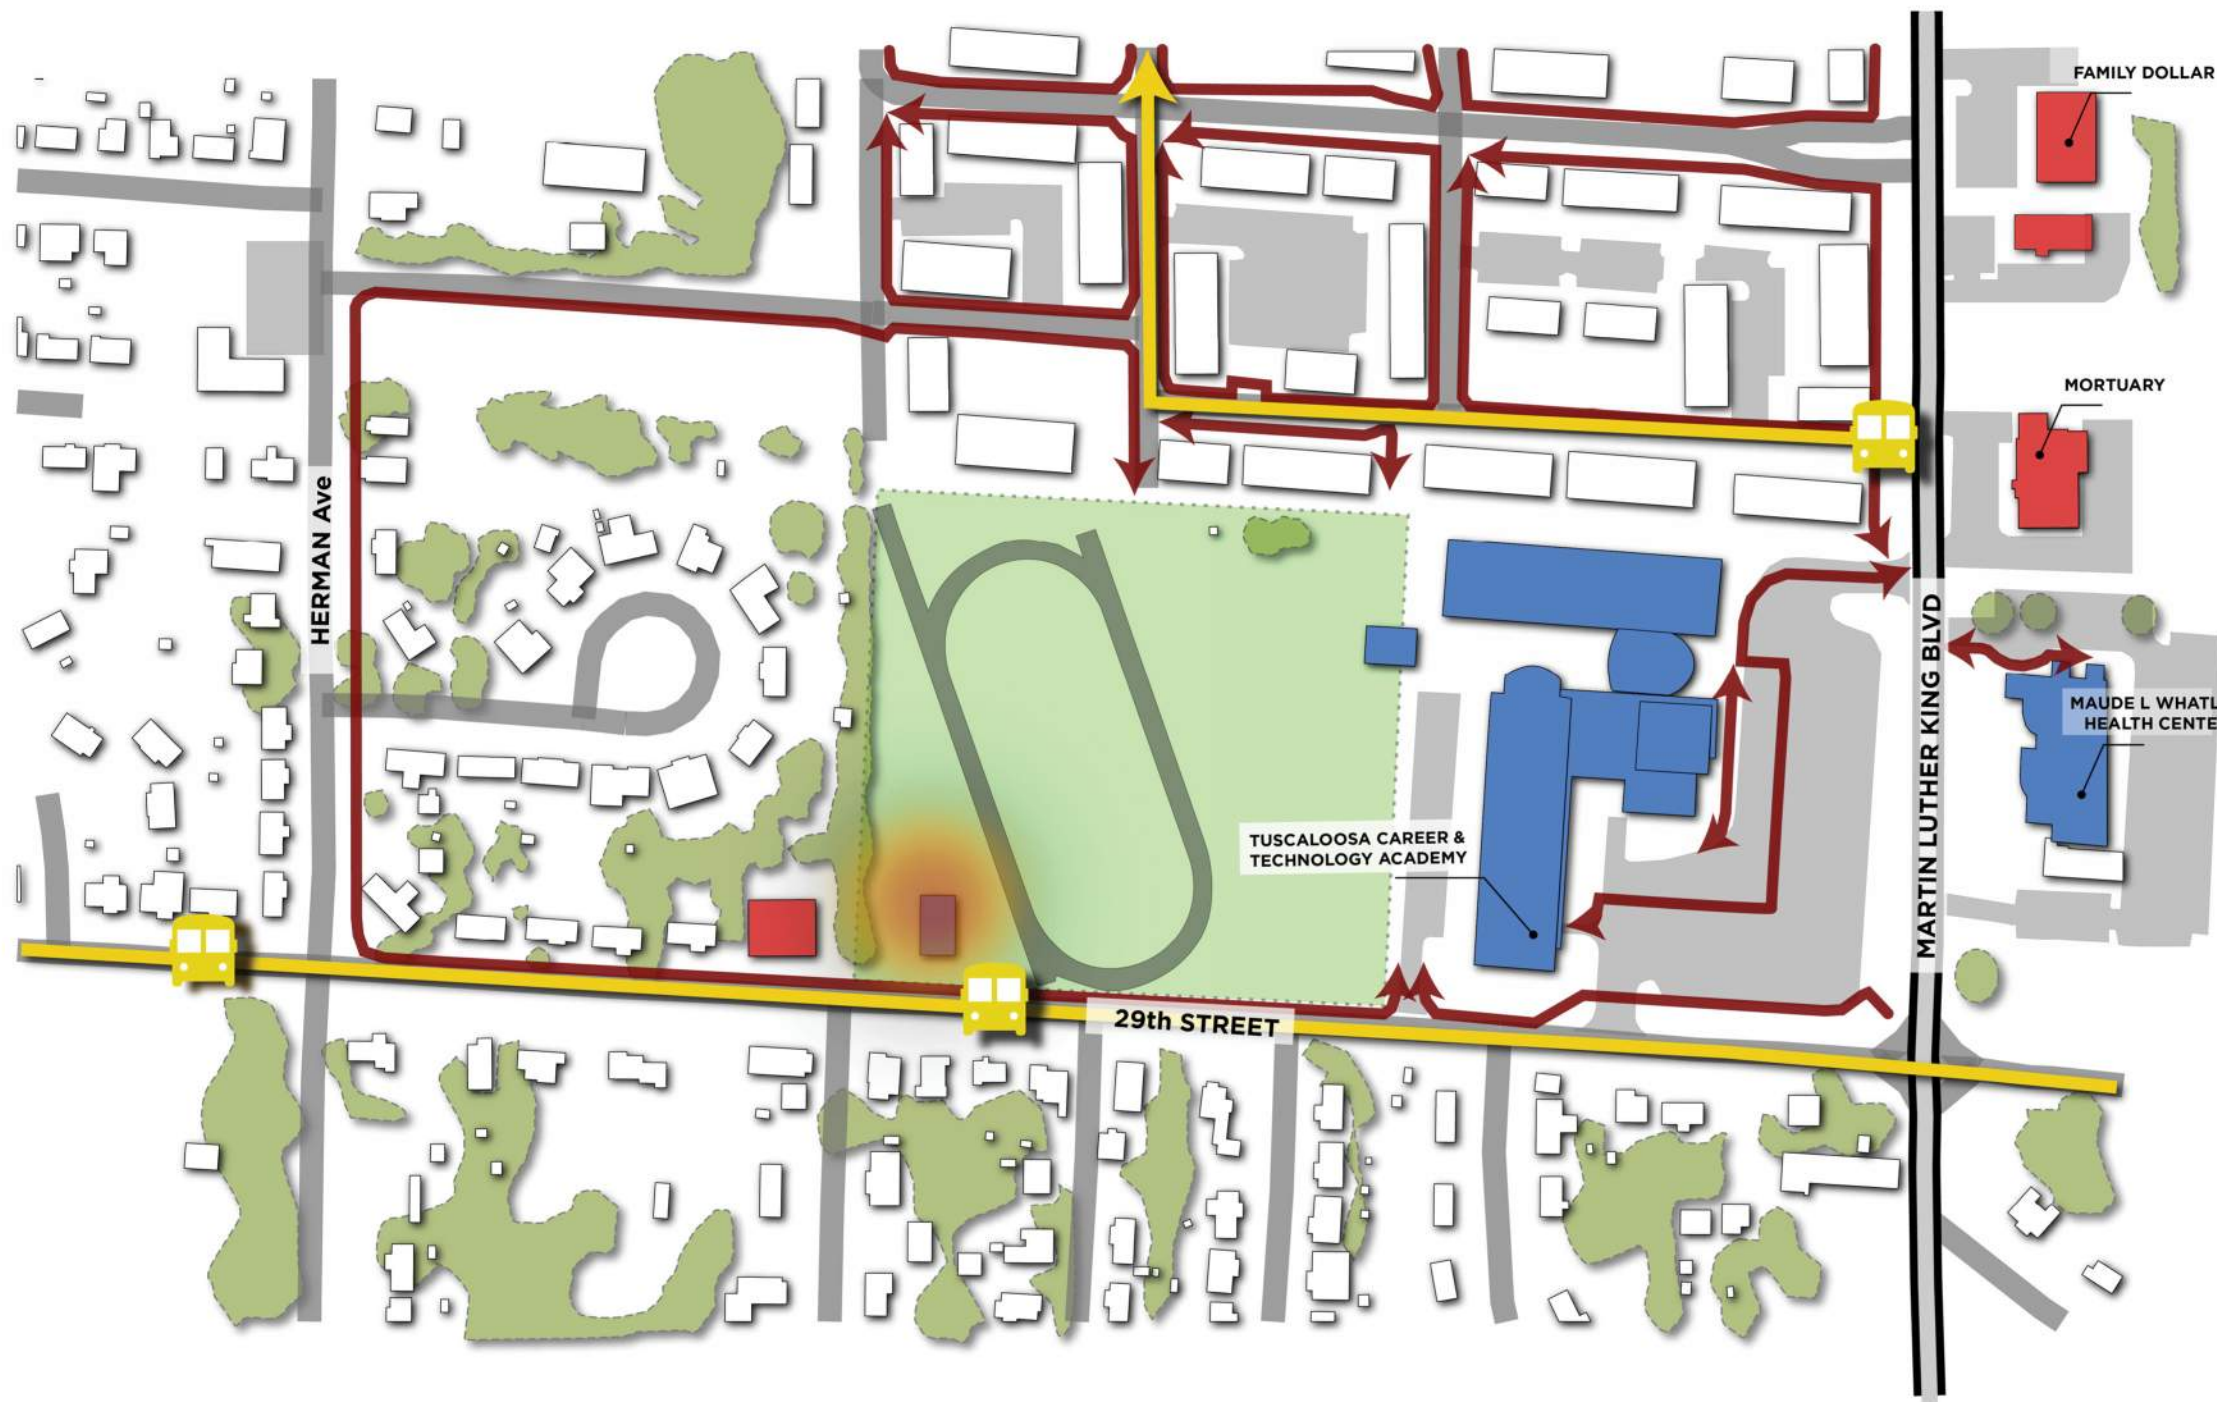 FAMILY DOLLAR
MORTUARY
HERMAN Ave
MARTIN LUTHER KING BLVD
MAUDE L WHATL
HEALTH CENTE
TUSCALOOSA CAREER &
TECHNOLOGY ACADEMY
29th STREET